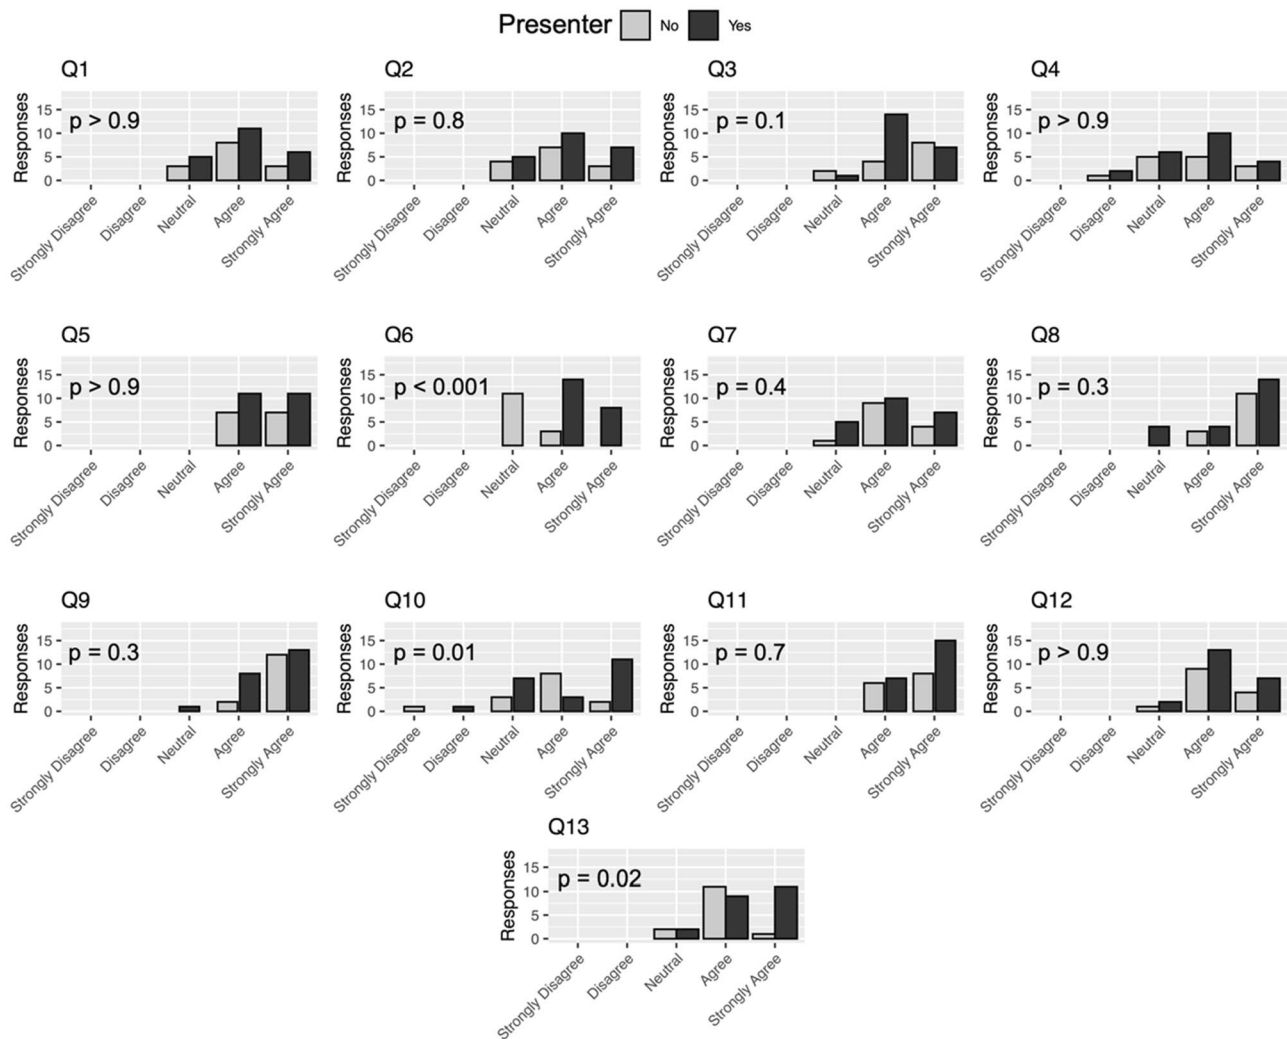 Presenter No Yes
Q1 Q2 Q3 Q4
Responses 15 10 5 0 p > 0.9 Responses 15 10 5 0 p = 0.8 Responses 15 10 5 0 p = 0.1 Responses 15 10 5 0 p > 0.9
Strongly Disagree Disagree Neutral Agree Strongly Agree Strongly Disagree Disagree Neutral Agree Strongly Agree Strongly Disagree Disagree Neutral Agree Strongly Agree Strongly Disagree Disagree Neutral Agree Strongly Agree
Q5 Q6 Q7 Q8
Responses 15 10 5 0 p > 0.9 Responses 15 10 5 0 p < 0.001 Responses 15 10 5 0 p = 0.4 Responses 15 10 5 0 p = 0.3
Strongly Disagree Disagree Neutral Agree Strongly Agree Strongly Disagree Disagree Neutral Agree Strongly Agree Strongly Disagree Disagree Neutral Agree Strongly Agree Strongly Disagree Disagree Neutral Agree Strongly Agree
Q9 Q10 Q11 Q12
Responses 15 10 5 0 p = 0.3 Responses 15 10 5 0 p = 0.01 Responses 15 10 5 0 p = 0.7 Responses 15 10 5 0 p > 0.9
Strongly Disagree Disagree Neutral Agree Strongly Agree Strongly Disagree Disagree Neutral Agree Strongly Agree Strongly Disagree Disagree Neutral Agree Strongly Agree Strongly Disagree Disagree Neutral Agree Strongly Agree
Q13
Responses 15 10 5 0 p = 0.02
Strongly Disagree Disagree Neutral Agree Strongly Agree